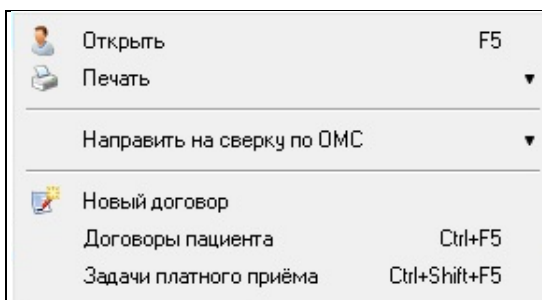 Открыть F5
Печать
Направить на сверку по ОМС
Новый договор
Договоры пациента Ctrl+F5
Задачи платного приёма Ctrl+Shift+F5